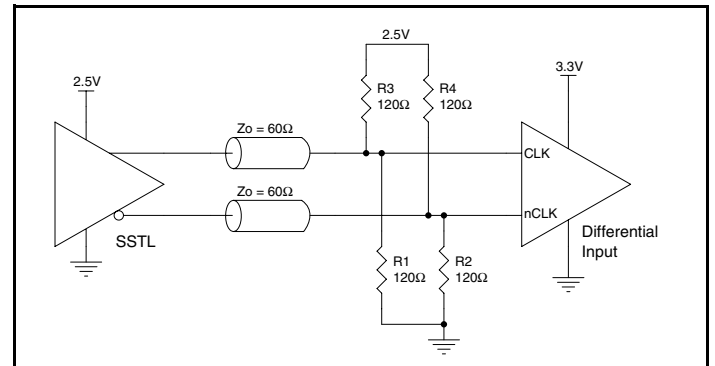 2.5V
3.3V
2.5V
R3
120Ω
R4
120Ω
Zo = 60Ω
CLK
Zo = 60Ω
nCLK
SSTL
Differential
Input
R1
120Ω
R2
120Ω